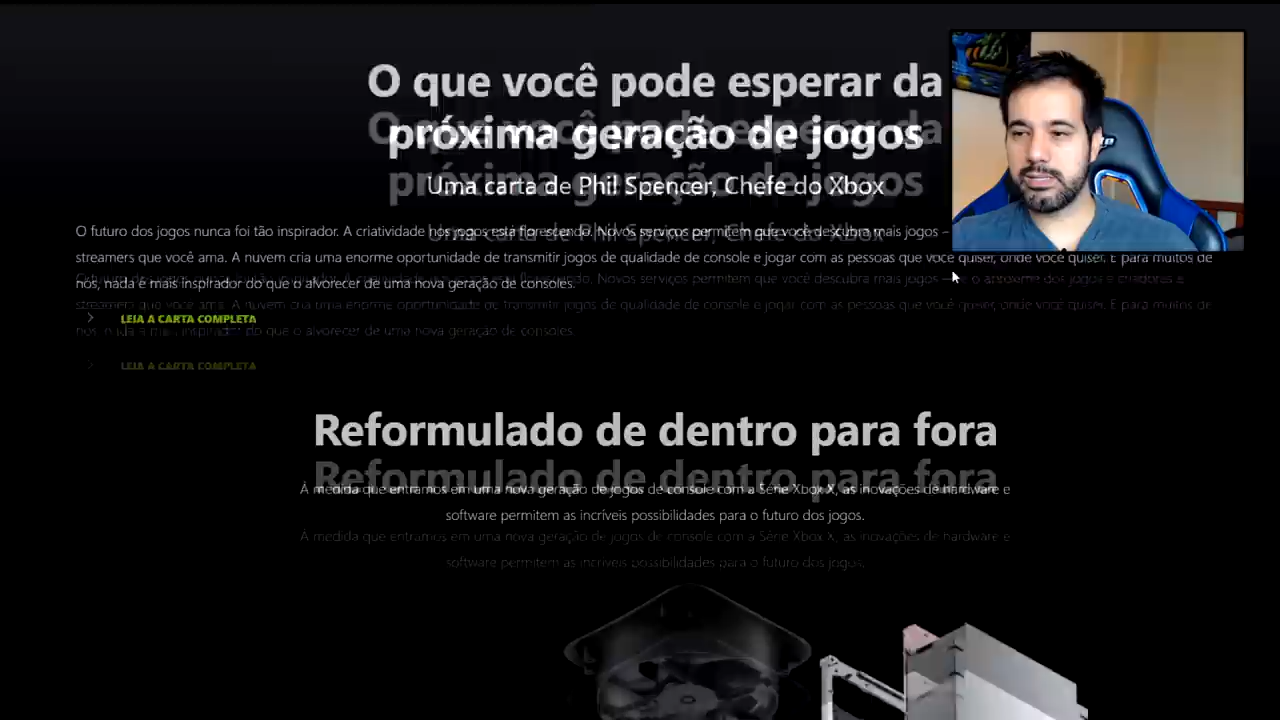 O que você pode esperar da
próxima geração de jogos
Uma carta de Phil Spencer, Chefe do Xbox
O futuro dos jogos nunca foi tão inspirador. A criatividade nos jogos está florescendo. Novos serviços permitem que você descubra mais jogos –
streamers que você ama. A nuvem cria uma enorme oportunidade de transmitir jogos de qualidade de console e jogar com as pessoas que você quiser, onde você quiser. E para muitos de
nós, nada é mais inspirador do que o alvorecer de uma nova geração de consoles.
LEIA A CARTA COMPLETA
Reformulado de dentro para fora
À medida que entramos em uma nova geração de jogos de console com a Série Xbox X, as inovações de hardware e
software permitem as incríveis possibilidades para o futuro dos jogos.